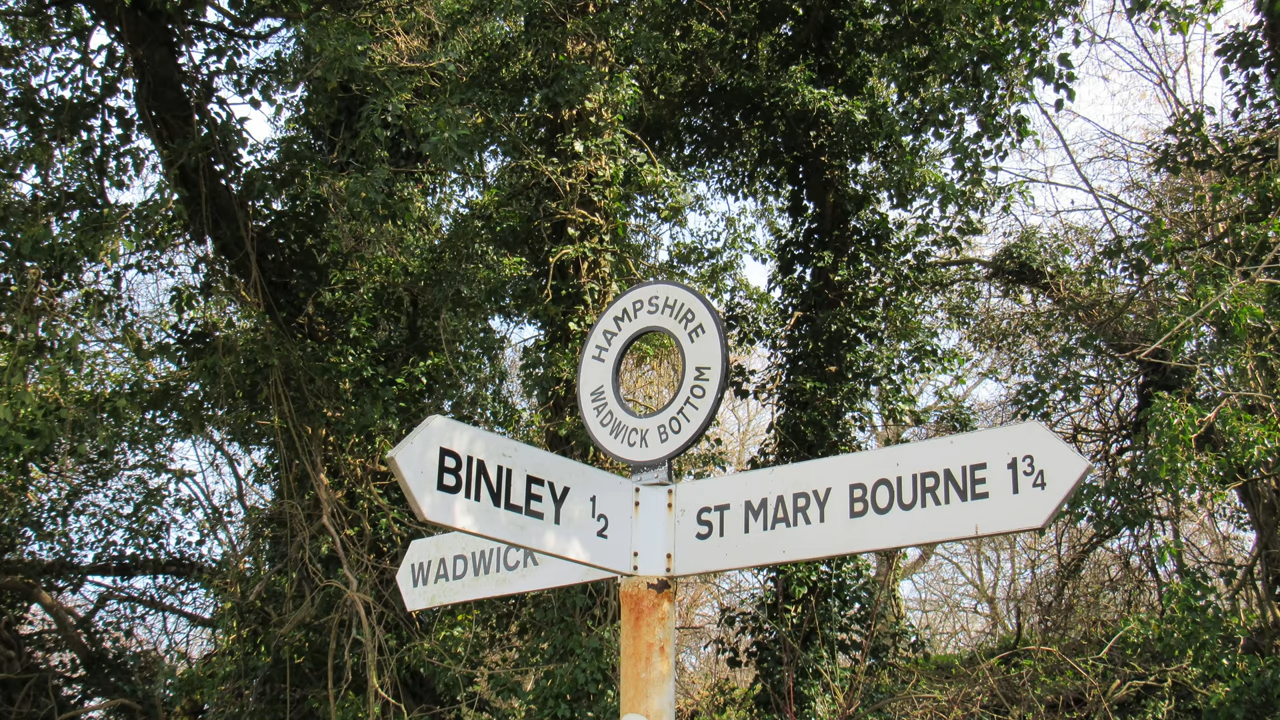 HAMPSHIRE
WADWICK BOTTOM
BINLEY 1/2
ST MARY BOURNE 1 3/4
WADWICK